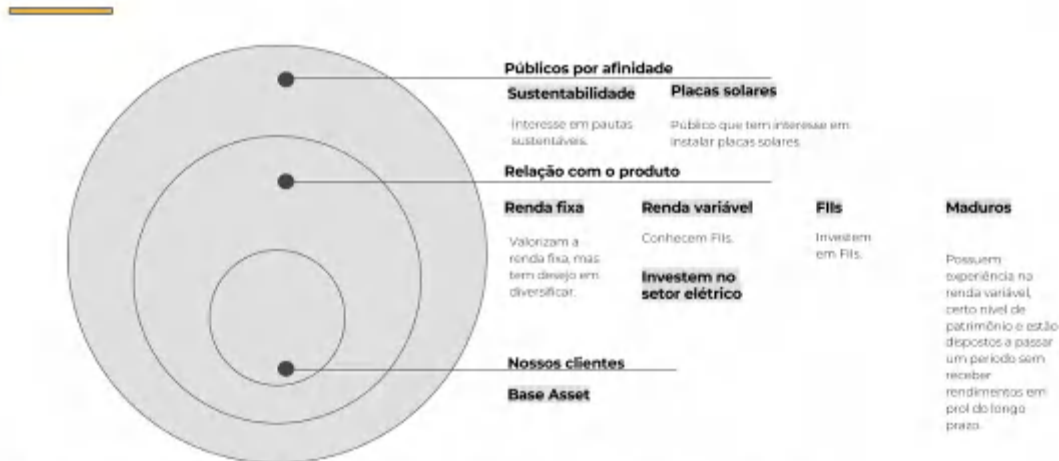 Públicos por afinidade
Sustentabilidade
Interesse em pautas
sustentáveis.
Placas solares
Público que tem interesse em
instalar placas solares.
Relação com o produto
Renda fixa
Valorizam a
renda fixa, mas
tem desejo em
diversificar.
Renda variável
Conhecem FIIs.
Investem no
setor elétrico
FIIs
Investem
em FIIs.
Maduros
Possuem
experiência na
renda variável,
certo nível de
patrimônio e estão
dispostos a passar
um período sem
receber
rendimentos em
prol do longo
prazo.
Nossos clientes
Base Asset